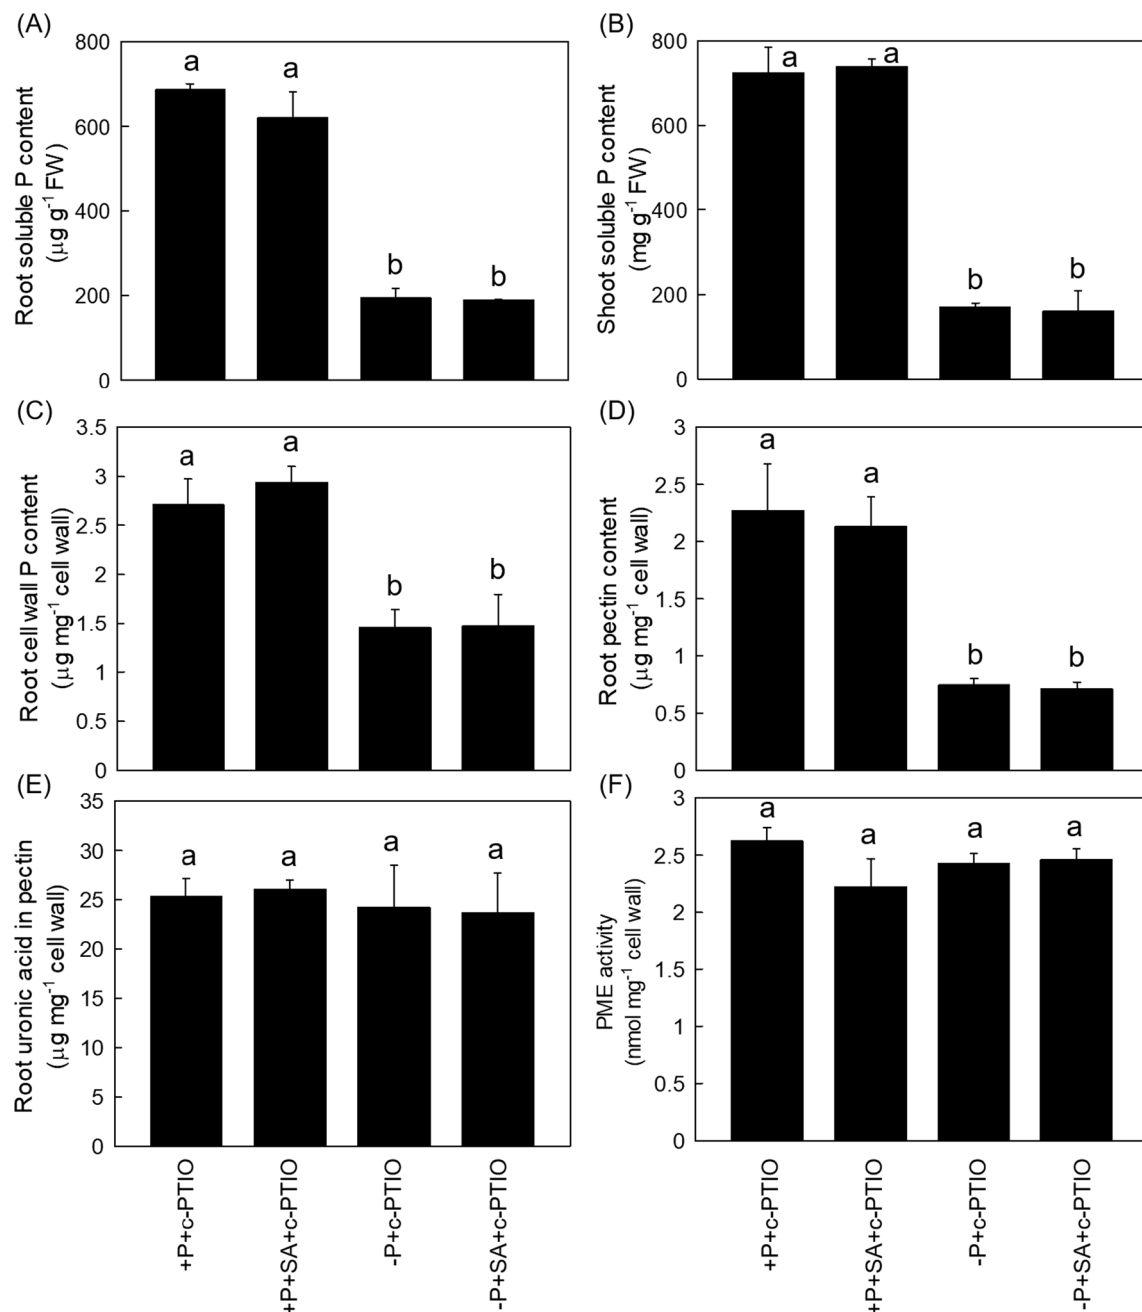 (A)
Root soluble P content
(μg g⁻¹ FW)
800
600
400
200
0
a
a
b
b
(B)
Shoot soluble P content
(mg g⁻¹ FW)
800
600
400
200
0
a
a
b
b
(C)
Root cell wall P content
(μg mg⁻¹ cell wall)
3.5
3
2.5
2
1.5
1
0.5
0
a
a
b
b
(D)
Root pectin content
(μg mg⁻¹ cell wall)
3
2.5
2
1.5
1
0.5
0
a
a
b
b
(E)
Root uronic acid in pectin
(μg mg⁻¹ cell wall)
35
30
25
20
15
10
5
0
a
a
a
a
+P+c-PTIO
+P+SA+c-PTIO
-P+c-PTIO
-P+SA+c-PTIO
(F)
PME activity
(nmol mg⁻¹ cell wall)
3
2.5
2
1.5
1
0.5
0
a
a
a
a
+P+c-PTIO
+P+SA+c-PTIO
-P+c-PTIO
-P+SA+c-PTIO